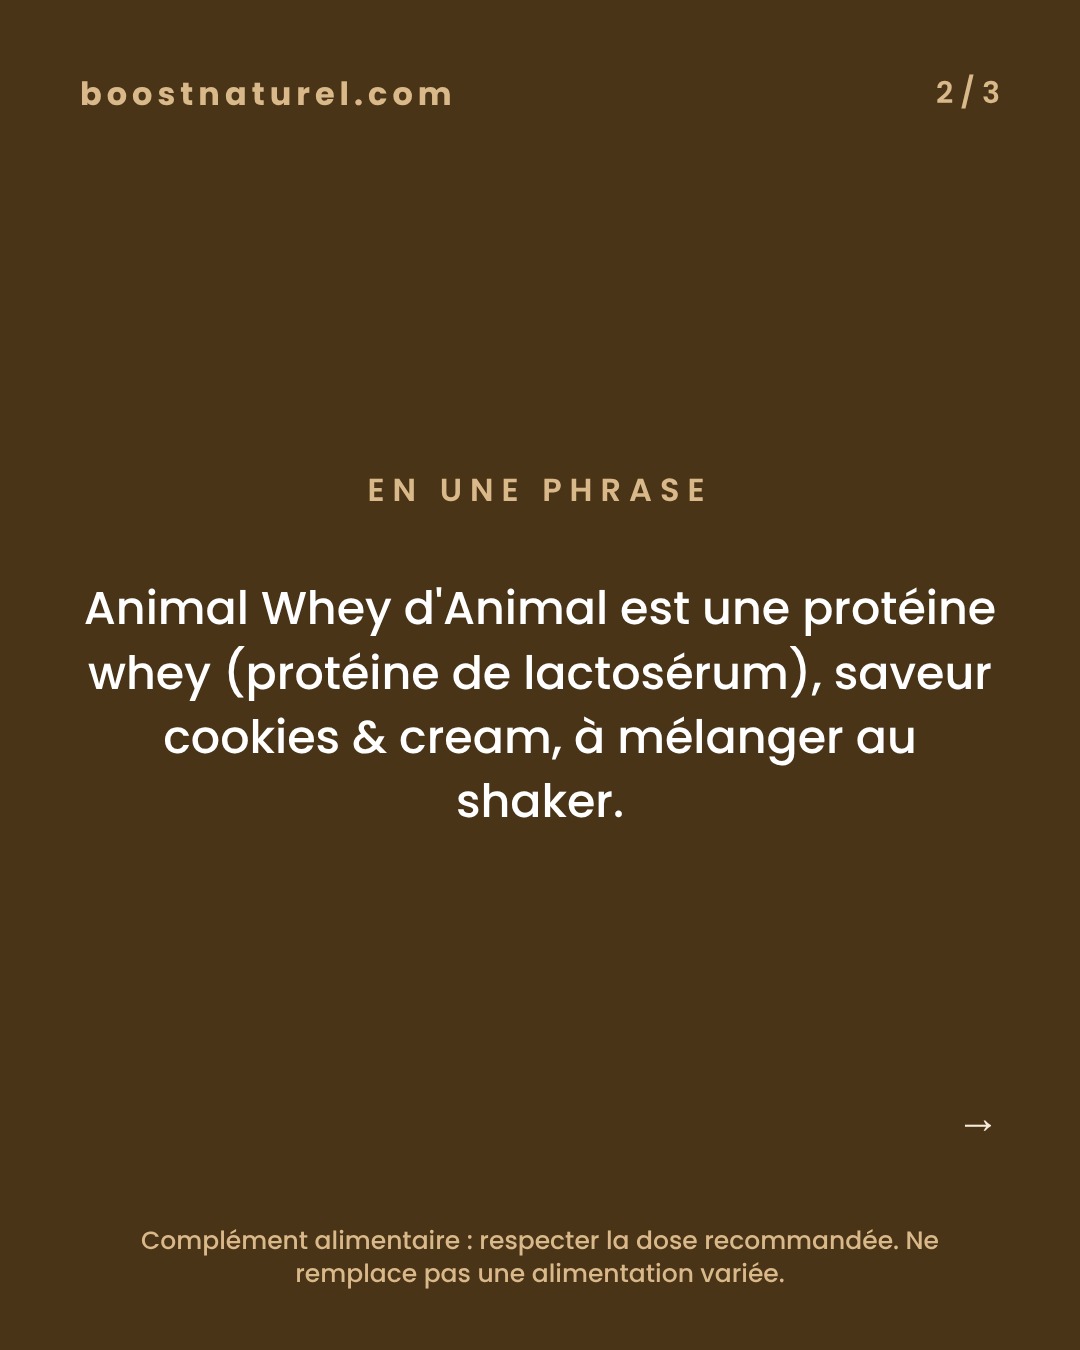 boostnaturel.com
2 / 3
EN UNE PHRASE
Animal Whey d'Animal est une protéine
whey (protéine de lactosérum), saveur
cookies & cream, à mélanger au
shaker.
→
Complément alimentaire : respecter la dose recommandée. Ne
remplace pas une alimentation variée.